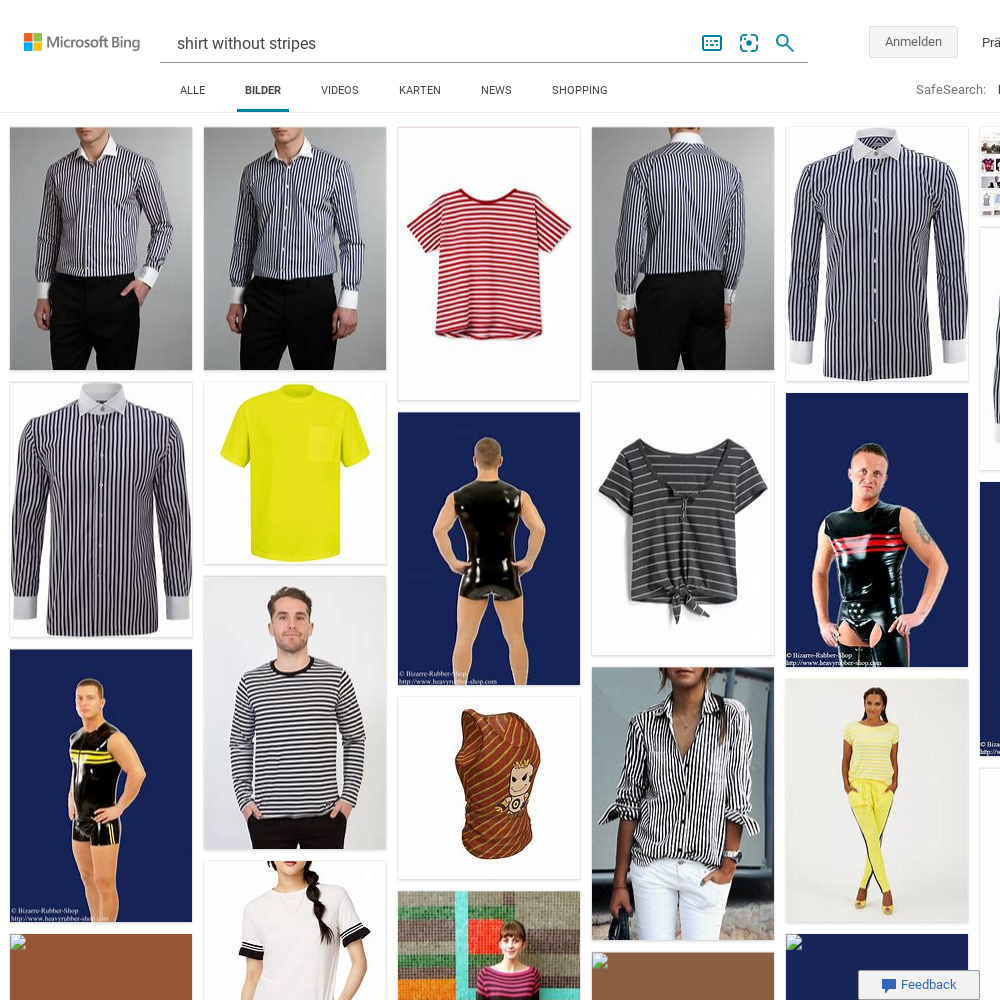 Microsoft Bing
shirt without stripes
Anmelden
Prä
ALLE
BILDER
VIDEOS
KARTEN
NEWS
SHOPPING
SafeSearch:
© Bizarre-Rubber-Shop
http://www.heavyrubber-shop.com
© Bizarre-Rubber-Shop
http://www.heavyrubber-shop.com
© Bizarre-Rubber-Shop
http://www.heavyrubber-shop.com
© Biza
http://w
Feedback